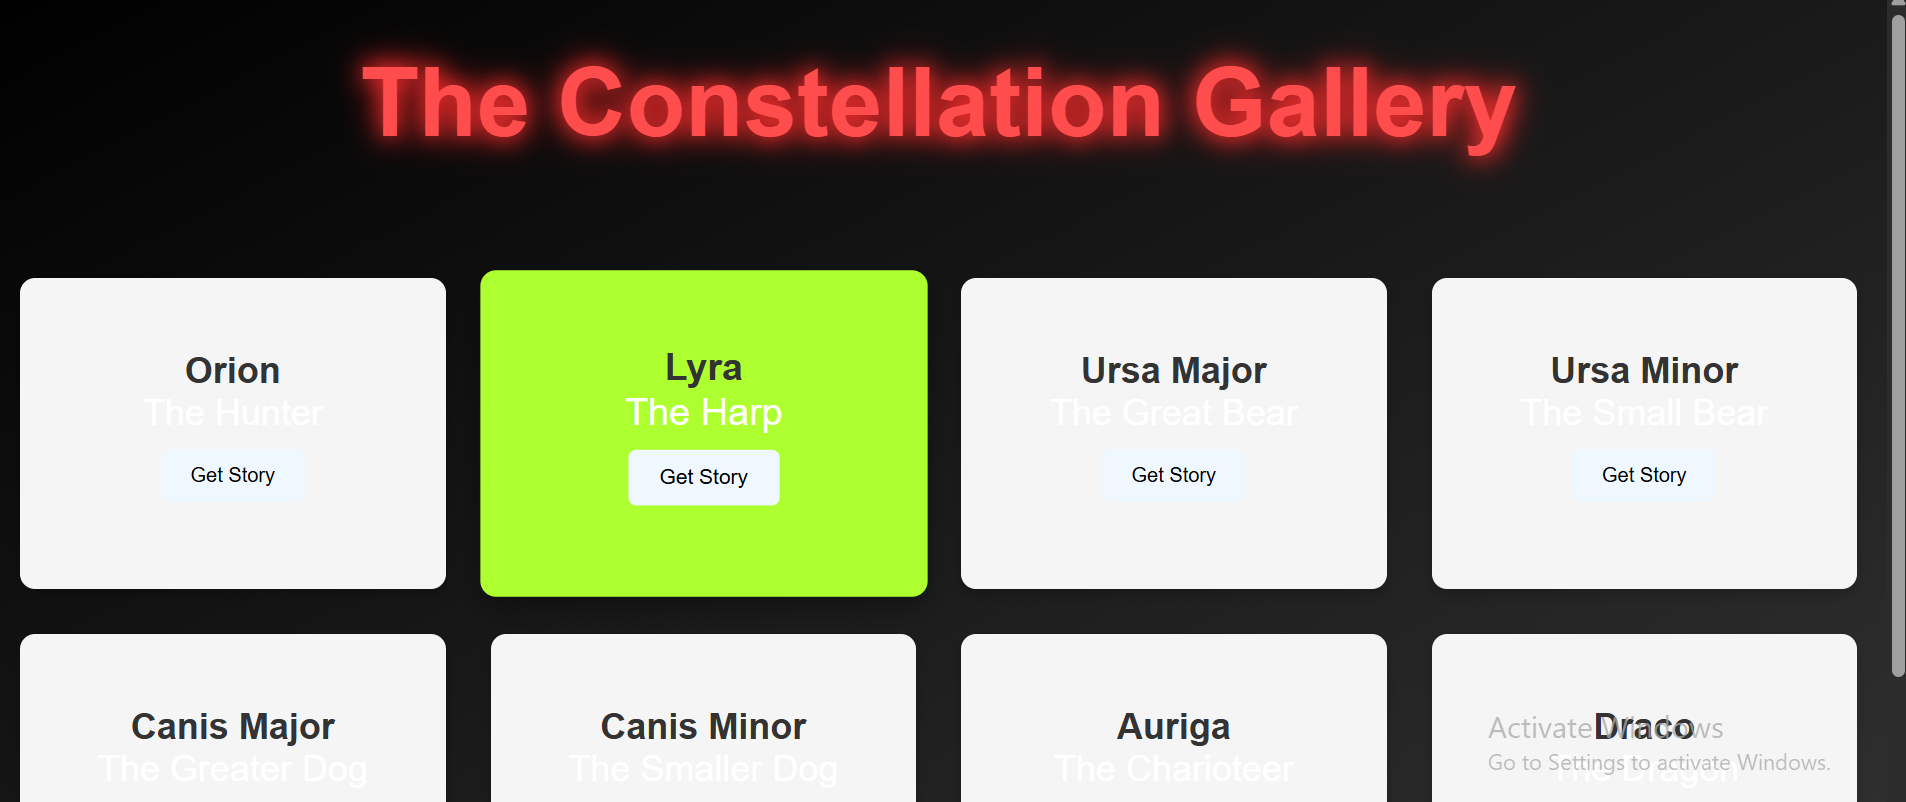 The Constellation Gallery
Orion
The Hunter
Get Story
Lyra
The Harp
Get Story
Ursa Major
The Great Bear
Get Story
Ursa Minor
The Small Bear
Get Story
Canis Major
The Greater Dog
Canis Minor
The Smaller Dog
Auriga
The Charioteer
Draco
The Dragon
Activate Windows
Go to Settings to activate Windows.